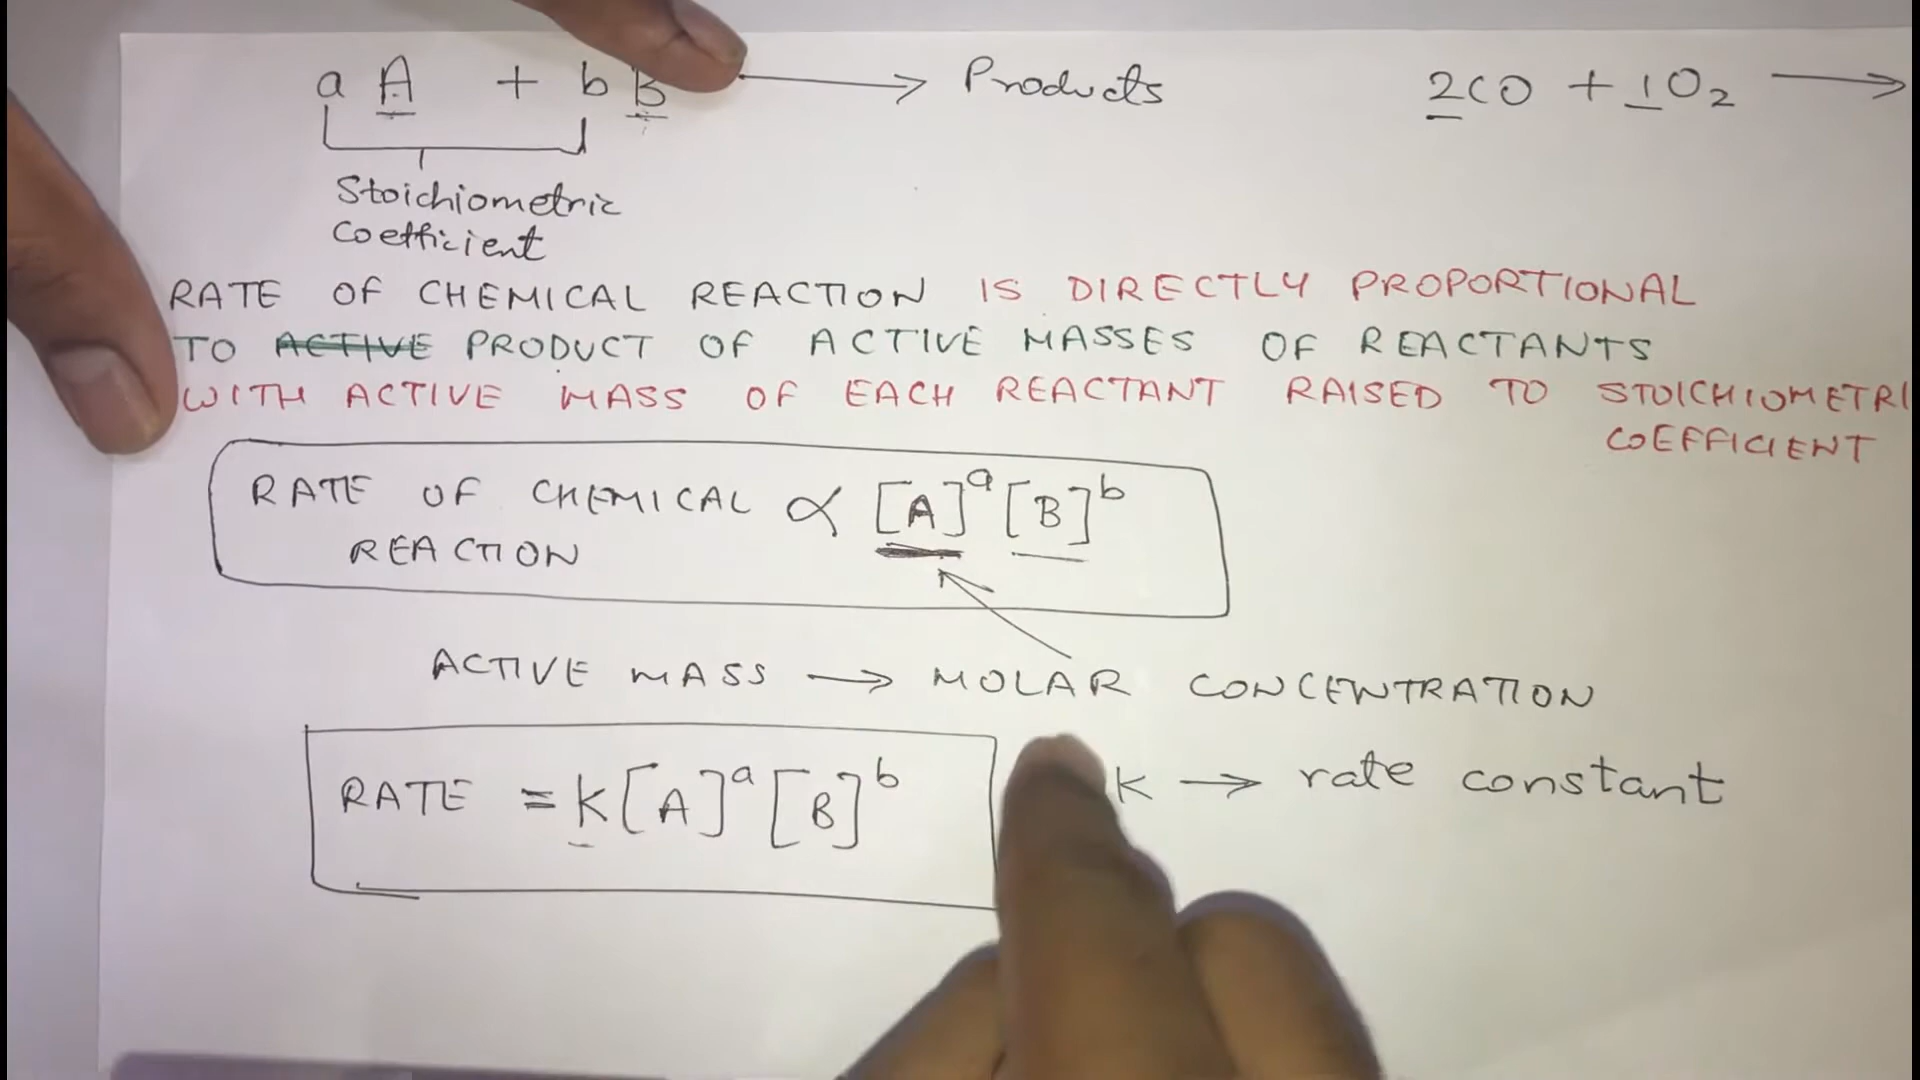 a A + b B → Products
2CO + 1O₂ →
Stoichiometric
Coefficient
RATE OF CHEMICAL REACTION IS DIRECTLY PROPORTIONAL
TO ACTIVE PRODUCT OF ACTIVE MASSES OF REACTANTS
WITH ACTIVE MASS OF EACH REACTANT RAISED TO STOICHIOMETRI
COEFFICIENT
RATE OF CHEMICAL ∝ [A]ᵃ [B]ᵇ
REACTION
ACTIVE MASS → MOLAR CONCENTRATION
RATE = K[A]ᵃ[B]ᵇ
K → rate constant